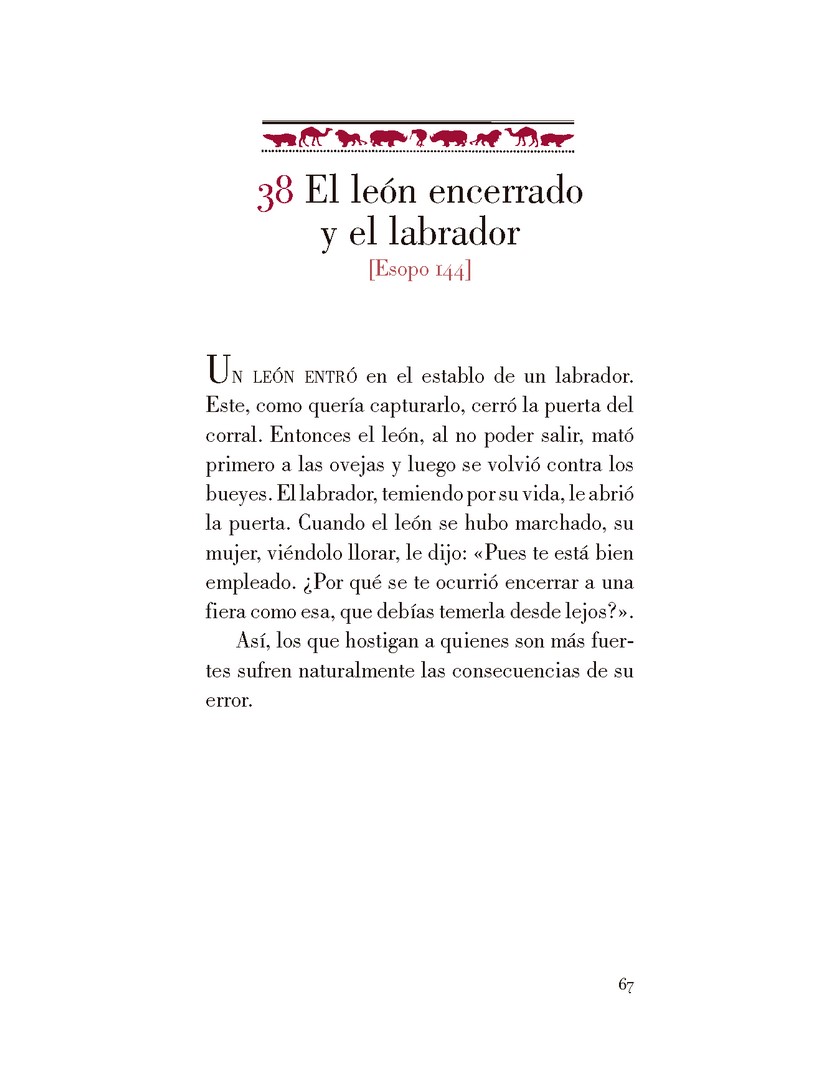 38 El león encerrado
y el labrador
[Esopo 144]
Un león entró en el establo de un labrador.
Este, como quería capturarlo, cerró la puerta del
corral. Entonces el león, al no poder salir, mató
primero a las ovejas y luego se volvió contra los
bueyes. El labrador, temiendo por su vida, le abrió
la puerta. Cuando el león se hubo marchado, su
mujer, viéndolo llorar, le dijo: «Pues te está bien
empleado. ¿Por qué se te ocurrió encerrar a una
fiera como esa, que debías temerla desde lejos?».
Así, los que hostigan a quienes son más fuer-
tes sufren naturalmente las consecuencias de su
error.
67